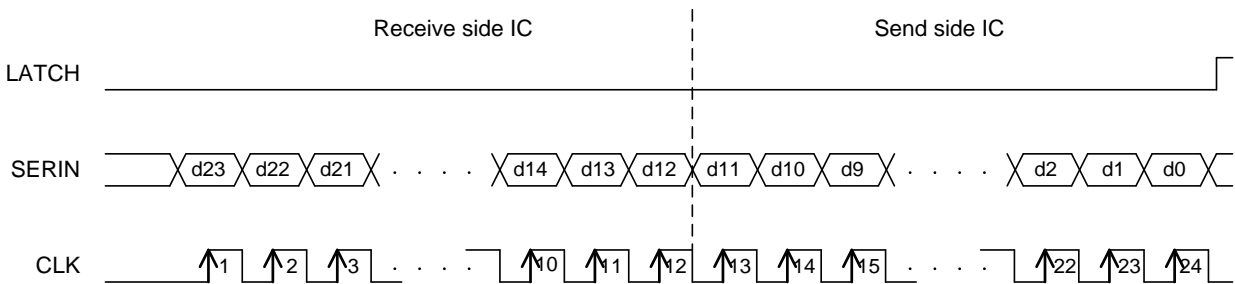 Receive side IC Send side IC
LATCH
SERIN d23 d22 d21 . . . . d14 d13 d12 d11 d10 d9 . . . . d2 d1 d0
CLK 1 2 3 . . . . 10 11 12 13 14 15 . . . . 22 23 24